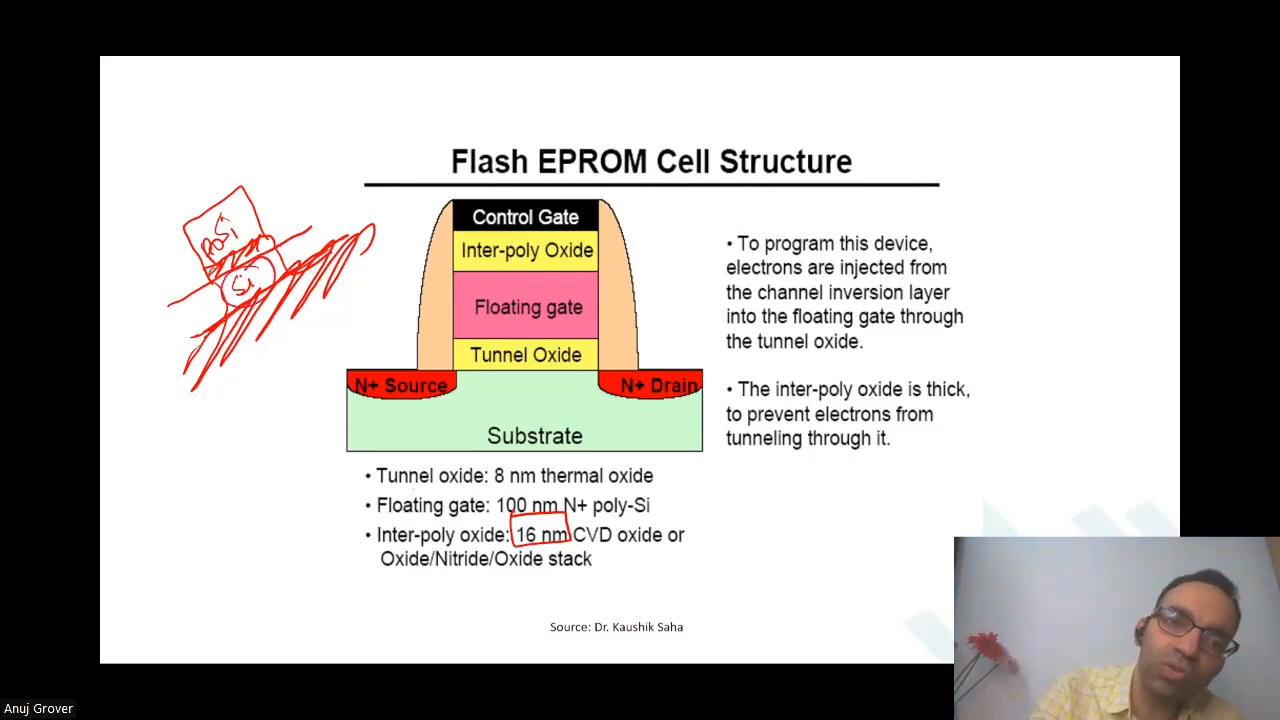 Flash EPROM Cell Structure
Control Gate
Inter-poly Oxide
Floating gate
Tunnel Oxide
N+ Source
N+ Drain
Substrate
• Tunnel oxide: 8 nm thermal oxide
• Floating gate: 100 nm N+ poly-Si
• Inter-poly oxide: 16 nm CVD oxide or
Oxide/Nitride/Oxide stack
• To program this device,
electrons are injected from
the channel inversion layer
into the floating gate through
the tunnel oxide.
• The inter-poly oxide is thick,
to prevent electrons from
tunneling through it.
Source: Dr. Kaushik Saha
Anuj Grover